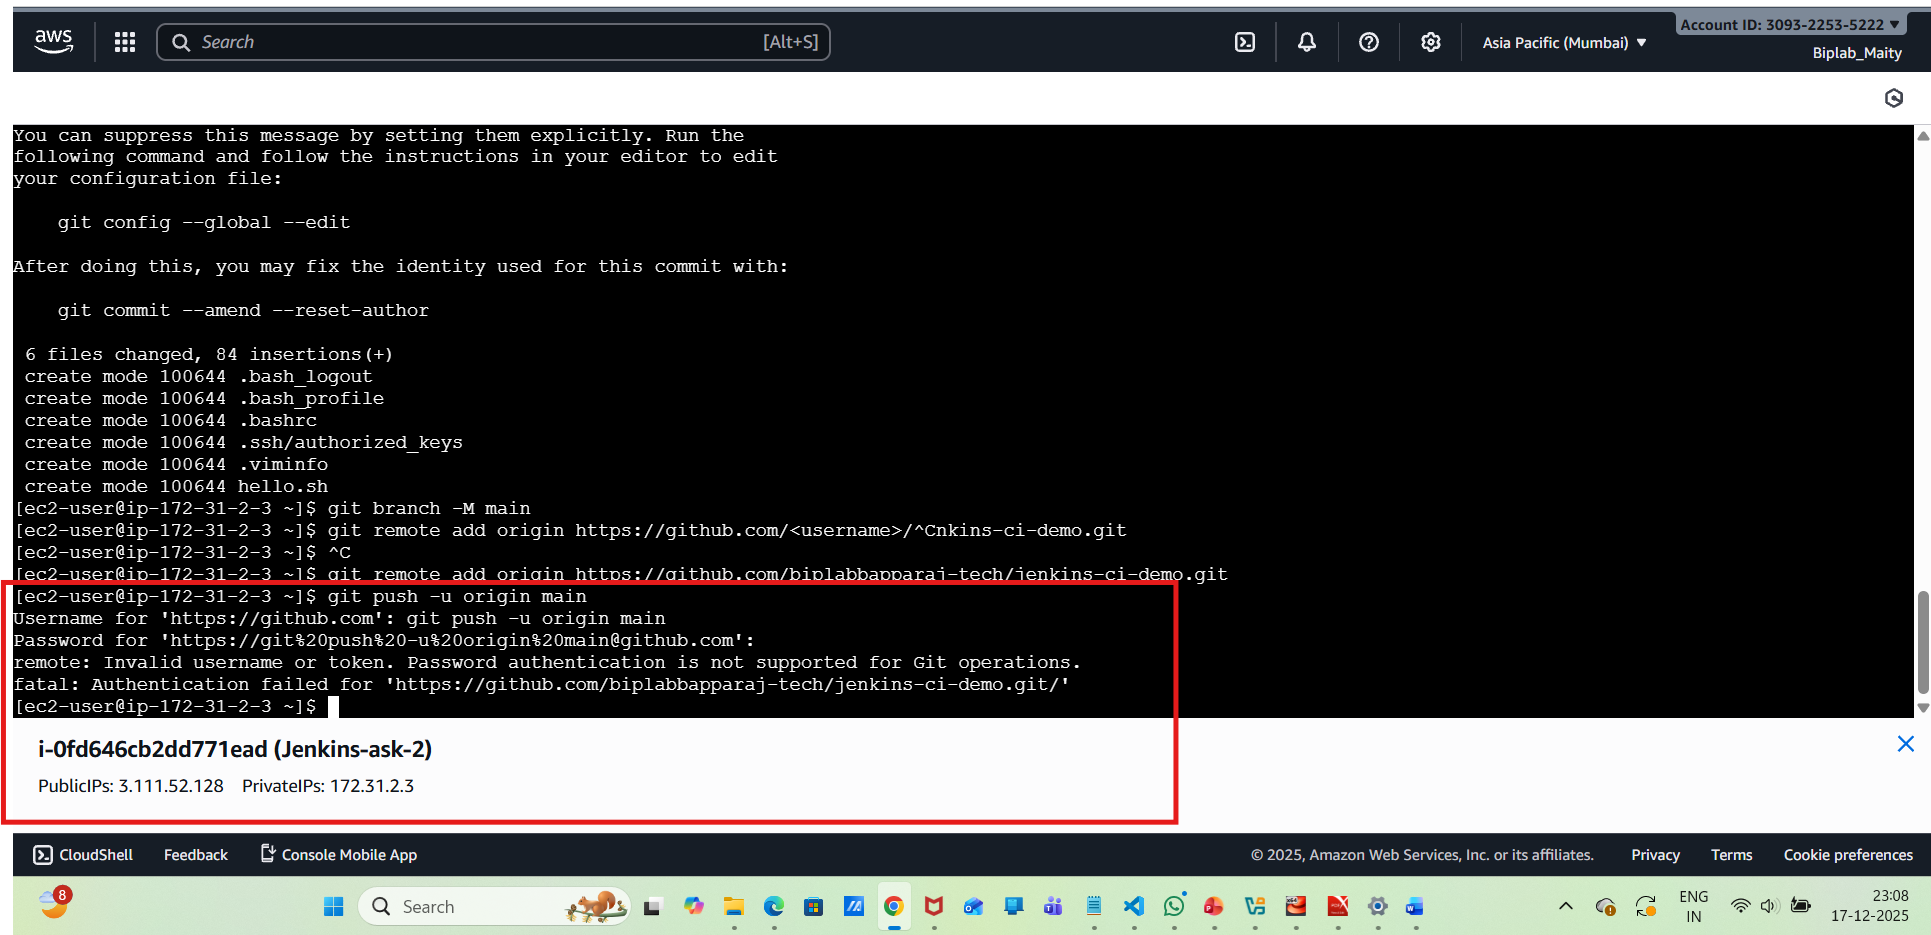 aws
Search
[Alt+S]
Asia Pacific (Mumbai)
Account ID: 3093-2253-5222
Biplab_Maity
You can suppress this message by setting them explicitly. Run the
following command and follow the instructions in your editor to edit
your configuration file:
git config --global --edit
After doing this, you may fix the identity used for this commit with:
git commit --amend --reset-author
6 files changed, 84 insertions(+)
create mode 100644 .bash_logout
create mode 100644 .bash_profile
create mode 100644 .bashrc
create mode 100644 .ssh/authorized_keys
create mode 100644 .viminfo
create mode 100644 hello.sh
[ec2-user@ip-172-31-2-3 ~]$ git branch -M main
[ec2-user@ip-172-31-2-3 ~]$ git remote add origin https://github.com/<username>/^Cnkins-ci-demo.git
[ec2-user@ip-172-31-2-3 ~]$ ^C
[ec2-user@ip-172-31-2-3 ~]$ git remote add origin https://github.com/biplabbapparaj-tech/jenkins-ci-demo.git
[ec2-user@ip-172-31-2-3 ~]$ git push -u origin main
Username for 'https://github.com': git push -u origin main
Password for 'https://git%20push%20-u%20origin%20main@github.com':
remote: Invalid username or token. Password authentication is not supported for Git operations.
fatal: Authentication failed for 'https://github.com/biplabbapparaj-tech/jenkins-ci-demo.git/'
[ec2-user@ip-172-31-2-3 ~]$
i-0fd646cb2dd771ead (Jenkins-ask-2)
PublicIPs: 3.111.52.128 PrivateIPs: 172.31.2.3
CloudShell Feedback Console Mobile App
© 2025, Amazon Web Services, Inc. or its affiliates. Privacy Terms Cookie preferences
8
Search
ENG
IN
23:08
17-12-2025